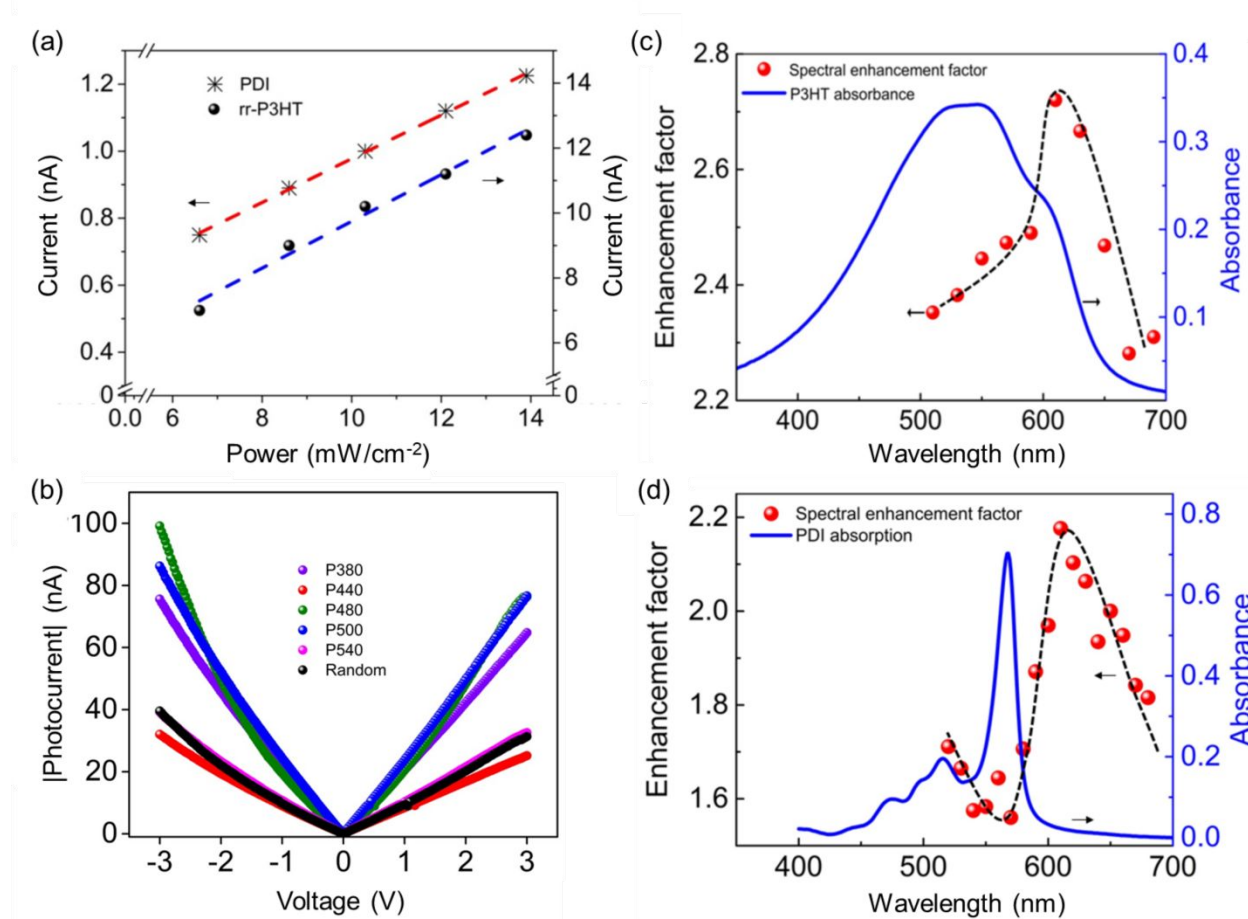 (a)
PDI
rr-P3HT
1.2
1.0
0.8
0.6
0.4
0
14
12
10
8
6
4
0
Current (nA)
Current (nA)
0.0 6 8 10 12 14
Power (mW/cm-2)
(c)
Spectral enhancement factor
P3HT absorbance
2.8
2.6
2.4
2.2
0.4
0.3
0.2
0.1
Enhancement factor
Absorbance
400 500 600 700
Wavelength (nm)
(b)
100
80
60
40
20
0
|Photocurrent| (nA)
P380
P440
P480
P500
P540
Random
-3 -2 -1 0 1 2 3
Voltage (V)
(d)
Spectral enhancement factor
PDI absorption
2.2
2.0
1.8
1.6
0.8
0.6
0.4
0.2
0.0
Enhancement factor
Absorbance
400 500 600 700
Wavelength (nm)